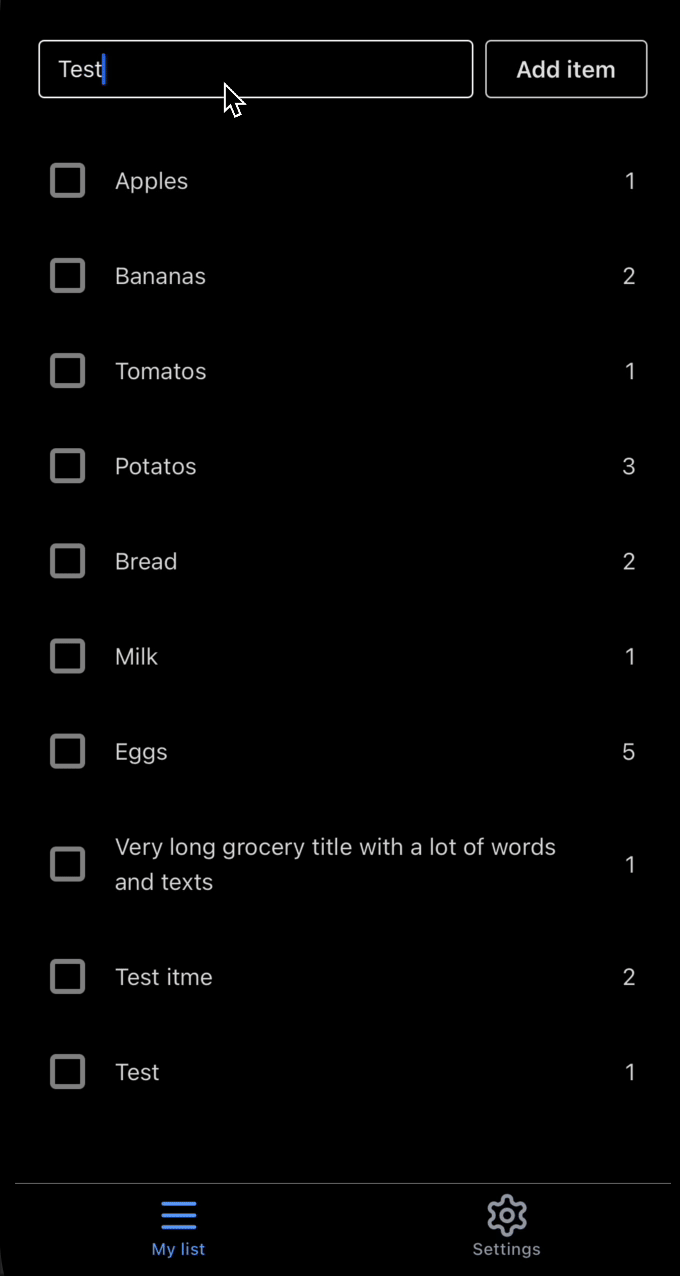 Test
Add item
Apples 1
Bananas 2
Tomatos 1
Potatos 3
Bread 2
Milk 1
Eggs 5
Very long grocery title with a lot of words
and texts
1
Test itme 2
Test 1
My list
Settings